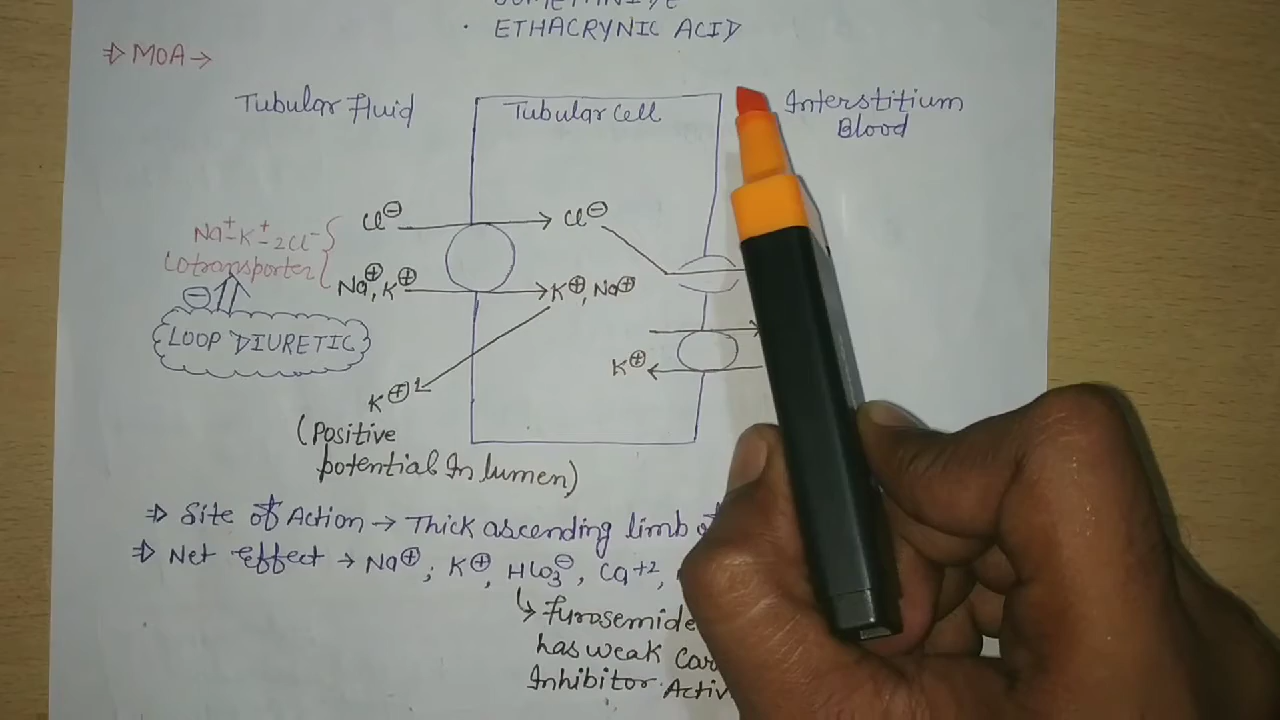 · ETHACRYNIC ACID
⇒ MOA →
Tubular fluid
Tubular Cell
Interstitium
Blood
Cl⊖
Cl⊖
Na⁺-K⁺-2Cl⁻
Cotransporter
Na⊕, K⊕
K⊕, Na⊕
⊖
LOOP DIURETIC
K⊕
K⊕
(Positive
potential In lumen)
⇒ Site of Action → Thick ascending limb
⇒ Net effect → Na⊕, K⊕, HCO₃⊖, Ca⁺²,
↳ furosemide
has weak
Inhibitor